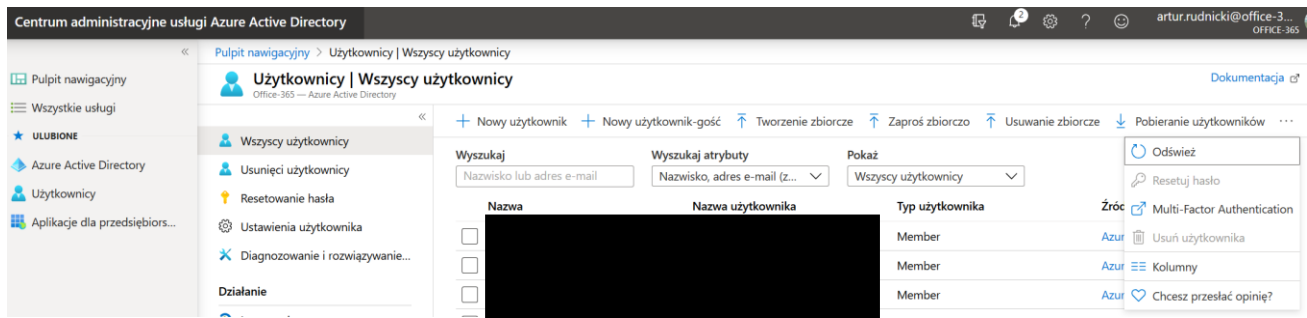 Centrum administracyjne usługi Azure Active Directory
2
artur.rudnicki@office-3...
OFFICE-365
«
Pulpit nawigacyjny
Wszystkie usługi
ULUBIONE
Azure Active Directory
Użytkownicy
Aplikacje dla przedsiębiors...
Pulpit nawigacyjny > Użytkownicy | Wszyscy użytkownicy
Użytkownicy | Wszyscy użytkownicy
Office-365 — Azure Active Directory
Dokumentacja
«
Wszyscy użytkownicy
Usunięci użytkownicy
Resetowanie hasła
Ustawienia użytkownika
Diagnozowanie i rozwiązywanie...
Działanie
+ Nowy użytkownik + Nowy użytkownik-gość Tworzenie zbiorcze Zaproś zbiorczo Usuwanie zbiorcze Pobieranie użytkowników ...
Wyszukaj Wyszukaj atrybuty Pokaż
Nazwisko lub adres e-mail Nazwisko, adres e-mail (z... Wszyscy użytkownicy
Nazwa Nazwa użytkownika Typ użytkownika Źród
Member Azur
Member Azur
Member Azur
Odśwież
Resetuj hasło
Multi-Factor Authentication
Usuń użytkownika
Kolumny
Chcesz przesłać opinię?